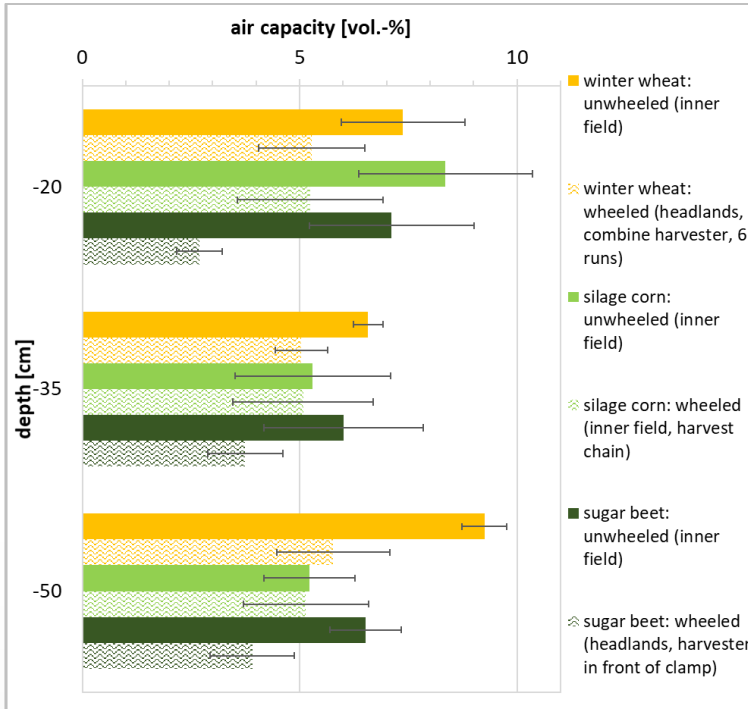 air capacity [vol.-%]
0 5 10
depth [cm]
-20
-35
-50
winter wheat:
unwheeled (inner
field)
winter wheat:
wheeled (headlands,
combine harvester, 6
runs)
silage corn:
unwheeled (inner
field)
silage corn: wheeled
(inner field, harvest
chain)
sugar beet:
unwheeled (inner
field)
sugar beet: wheeled
(headlands, harvester
in front of clamp)